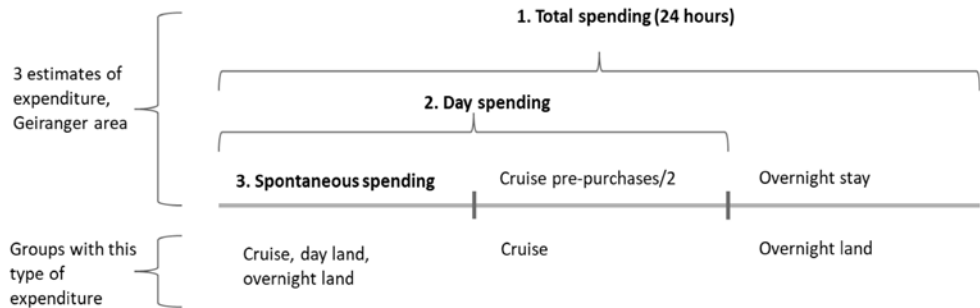 1. Total spending (24 hours)
3 estimates of
expenditure,
Geiranger area
2. Day spending
3. Spontaneous spending
Cruise pre-purchases/2
Overnight stay
Groups with this
type of
expenditure
Cruise, day land,
overnight land
Cruise
Overnight land